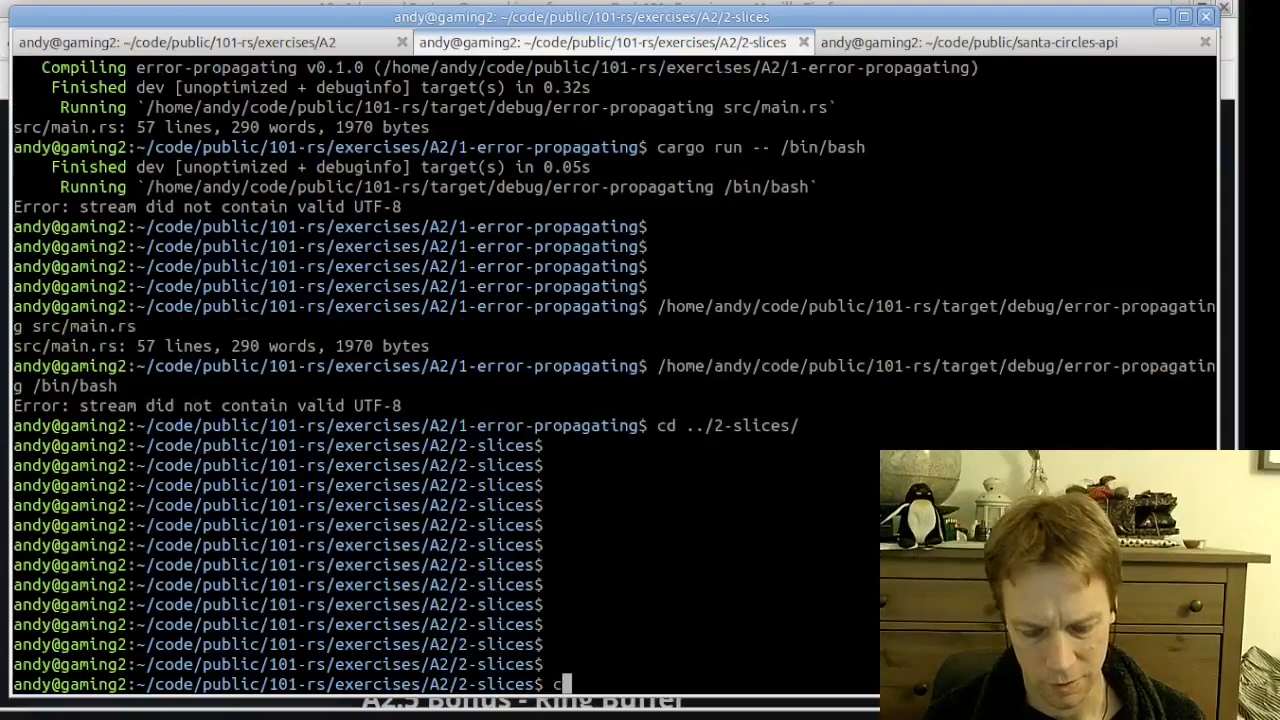 andy@gaming2: ~/code/public/101-rs/exercises/A2/2-slices
andy@gaming2: ~/code/public/101-rs/exercises/A2
andy@gaming2: ~/code/public/101-rs/exercises/A2/2-slices
andy@gaming2: ~/code/public/santa-circles-api
Compiling error-propagating v0.1.0 (/home/andy/code/public/101-rs/exercises/A2/1-error-propagating)
Finished dev [unoptimized + debuginfo] target(s) in 0.32s
Running `/home/andy/code/public/101-rs/target/debug/error-propagating src/main.rs`
src/main.rs: 57 lines, 290 words, 1970 bytes
andy@gaming2:~/code/public/101-rs/exercises/A2/1-error-propagating$ cargo run -- /bin/bash
Finished dev [unoptimized + debuginfo] target(s) in 0.05s
Running `/home/andy/code/public/101-rs/target/debug/error-propagating /bin/bash`
Error: stream did not contain valid UTF-8
andy@gaming2:~/code/public/101-rs/exercises/A2/1-error-propagating$
andy@gaming2:~/code/public/101-rs/exercises/A2/1-error-propagating$
andy@gaming2:~/code/public/101-rs/exercises/A2/1-error-propagating$
andy@gaming2:~/code/public/101-rs/exercises/A2/1-error-propagating$
andy@gaming2:~/code/public/101-rs/exercises/A2/1-error-propagating$ /home/andy/code/public/101-rs/target/debug/error-propagatin
g src/main.rs
src/main.rs: 57 lines, 290 words, 1970 bytes
andy@gaming2:~/code/public/101-rs/exercises/A2/1-error-propagating$ /home/andy/code/public/101-rs/target/debug/error-propagatin
g /bin/bash
Error: stream did not contain valid UTF-8
andy@gaming2:~/code/public/101-rs/exercises/A2/1-error-propagating$ cd ../2-slices/
andy@gaming2:~/code/public/101-rs/exercises/A2/2-slices$
andy@gaming2:~/code/public/101-rs/exercises/A2/2-slices$
andy@gaming2:~/code/public/101-rs/exercises/A2/2-slices$
andy@gaming2:~/code/public/101-rs/exercises/A2/2-slices$
andy@gaming2:~/code/public/101-rs/exercises/A2/2-slices$
andy@gaming2:~/code/public/101-rs/exercises/A2/2-slices$
andy@gaming2:~/code/public/101-rs/exercises/A2/2-slices$
andy@gaming2:~/code/public/101-rs/exercises/A2/2-slices$
andy@gaming2:~/code/public/101-rs/exercises/A2/2-slices$
andy@gaming2:~/code/public/101-rs/exercises/A2/2-slices$
andy@gaming2:~/code/public/101-rs/exercises/A2/2-slices$
andy@gaming2:~/code/public/101-rs/exercises/A2/2-slices$
andy@gaming2:~/code/public/101-rs/exercises/A2/2-slices$ c
A2.5 Bonus - Ring Buffer